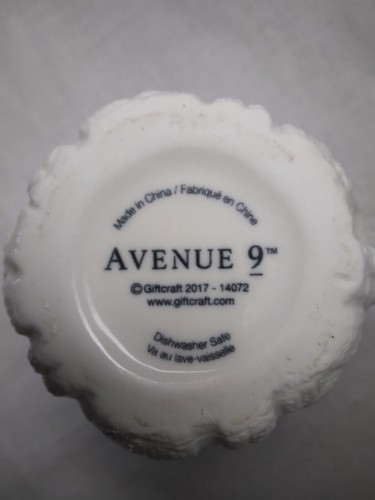 Made in China / Fabriqué en Chine
AVENUE 9™
©Giftcraft 2017 - 14072
www.giftcraft.com
Dishwasher Safe
Va au lave-vaisselle